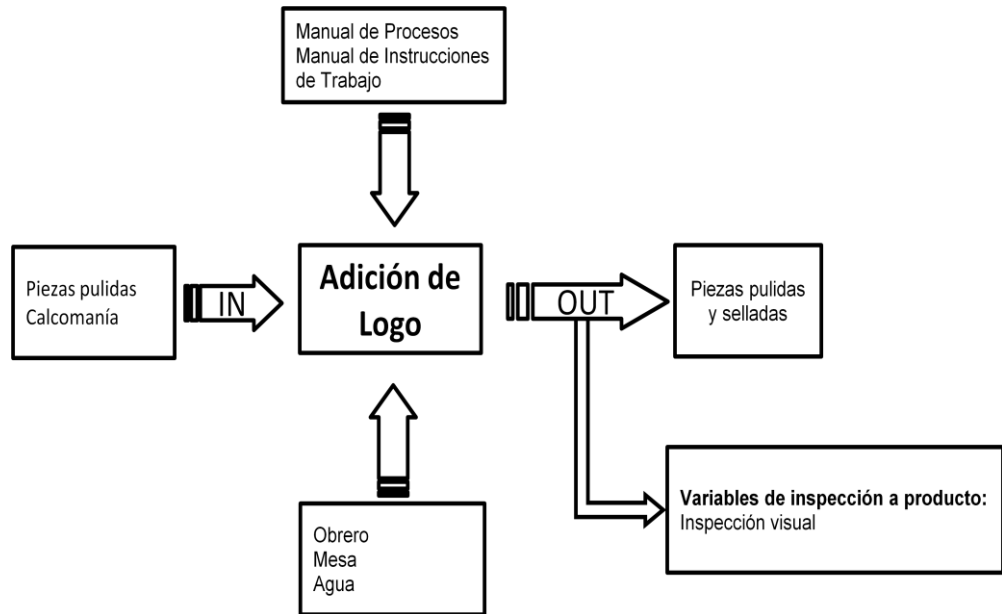 Manual de Procesos
Manual de Instrucciones
de Trabajo
Piezas pulidas
Calcomanía
IN
Adición de
Logo
OUT
Piezas pulidas
y selladas
Obrero
Mesa
Agua
Variables de inspección a producto:
Inspección visual